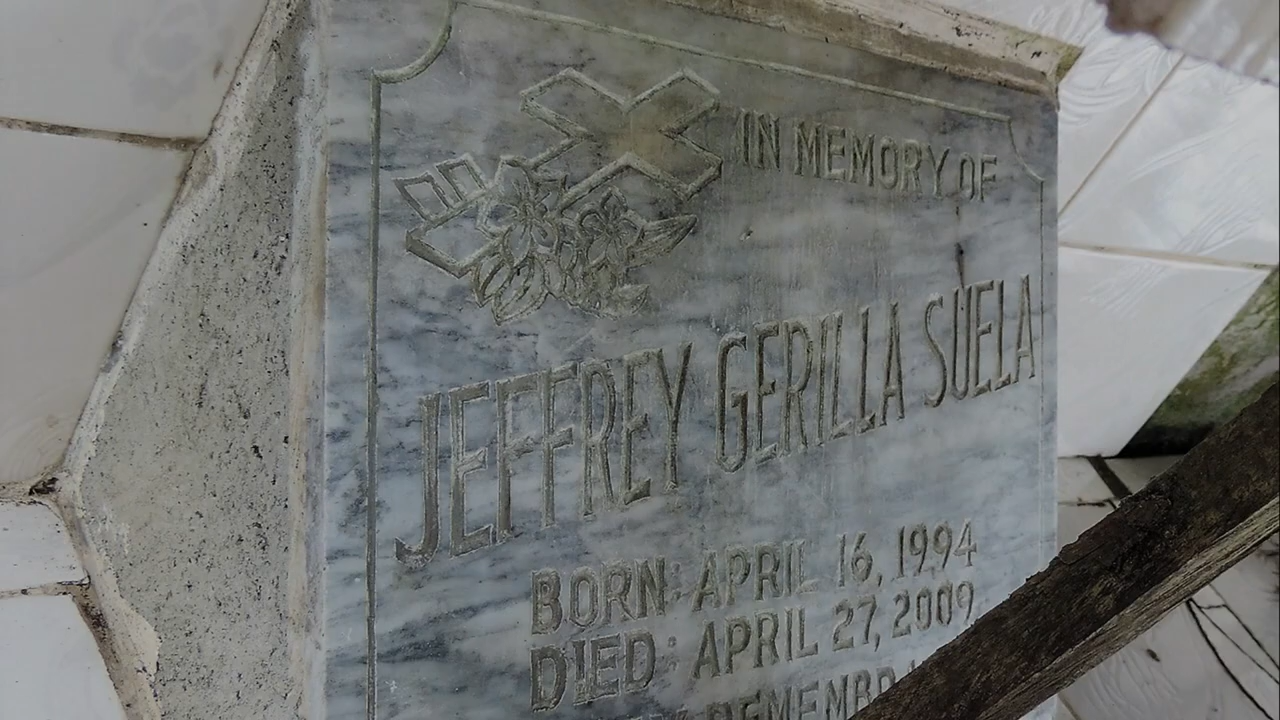 IN MEMORY OF
JEFFREY GERILLA SUELA
BORN: APRIL 16, 1994
DIED: APRIL 27, 2009